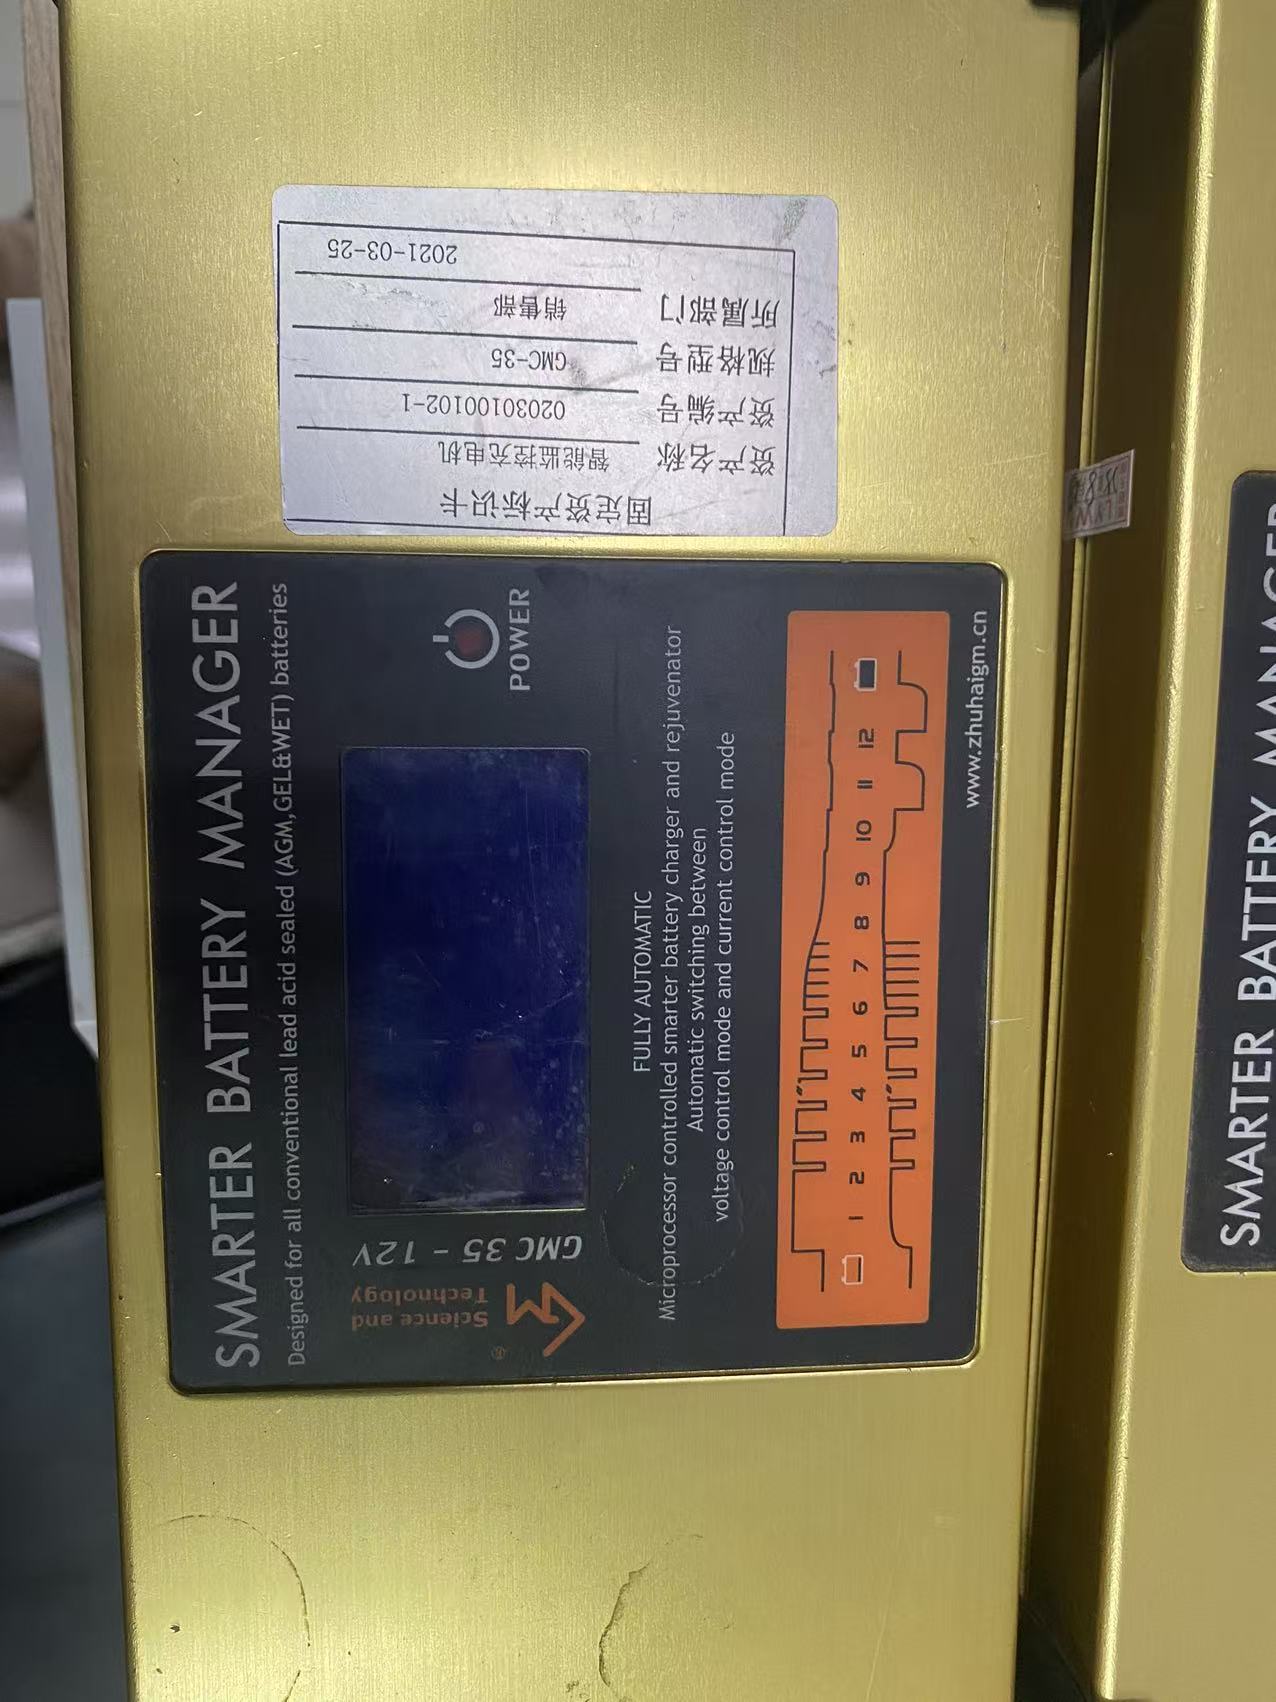 固定资产标识卡
资产名称 智能监控充电机
资产编号 02030100102-1
规格型号 GMC-35
所属部门 销售部
2021-03-25
SMARTER BATTERY MANAGER
Designed for all conventional lead acid sealed (AGM,GEL&WET) batteries
®
Science and
Technology
GMC 35 - 12V
POWER
FULLY AUTOMATIC
Microprocessor controlled smarter battery charger and rejuvenator
Automatic switching between
voltage control mode and current control mode
1 2 3 4 5 6 7 8 9 10 11 12
www.zhuhaigm.cn
SMARTER BATTERY MANAGER